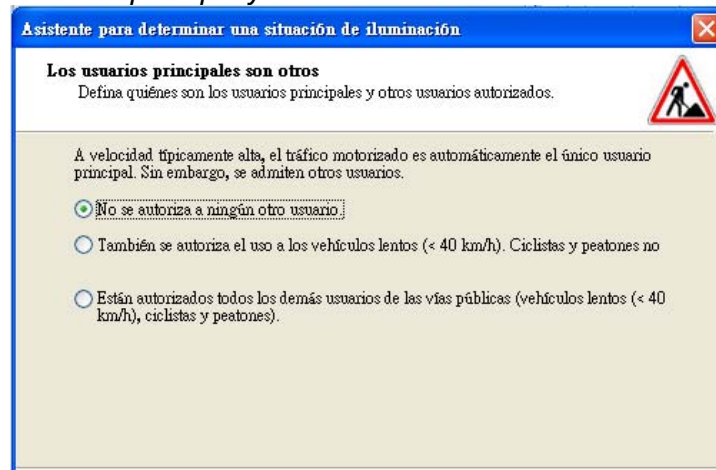 Asistente para determinar una situación de iluminación
Los usuarios principales son otros
Defina quiénes son los usuarios principales y otros usuarios autorizados.
A velocidad típicamente alta, el tráfico motorizado es automáticamente el único usuario
principal. Sin embargo, se admiten otros usuarios.
No se autoriza a ningún otro usuario.
También se autoriza el uso a los vehículos lentos (< 40 km/h). Ciclistas y peatones no
Están autorizados todos los demás usuarios de las vías públicas (vehículos lentos (< 40
km/h), ciclistas y peatones).